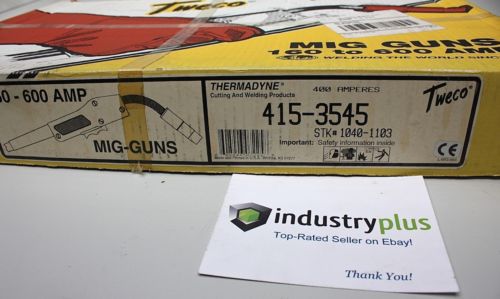 Tweco
MIG GUNS
150 to 600 AMP
WELDING THE WORLD SINCE
0 - 600 AMP
MIG-GUNS
THERMADYNE®
Cutting And Welding Products
400 AMPERES
415-3545
STK# 1040-1103
Important: Safety information inside
Tweco®
industryplus
Top-Rated Seller on Ebay!
Thank You!